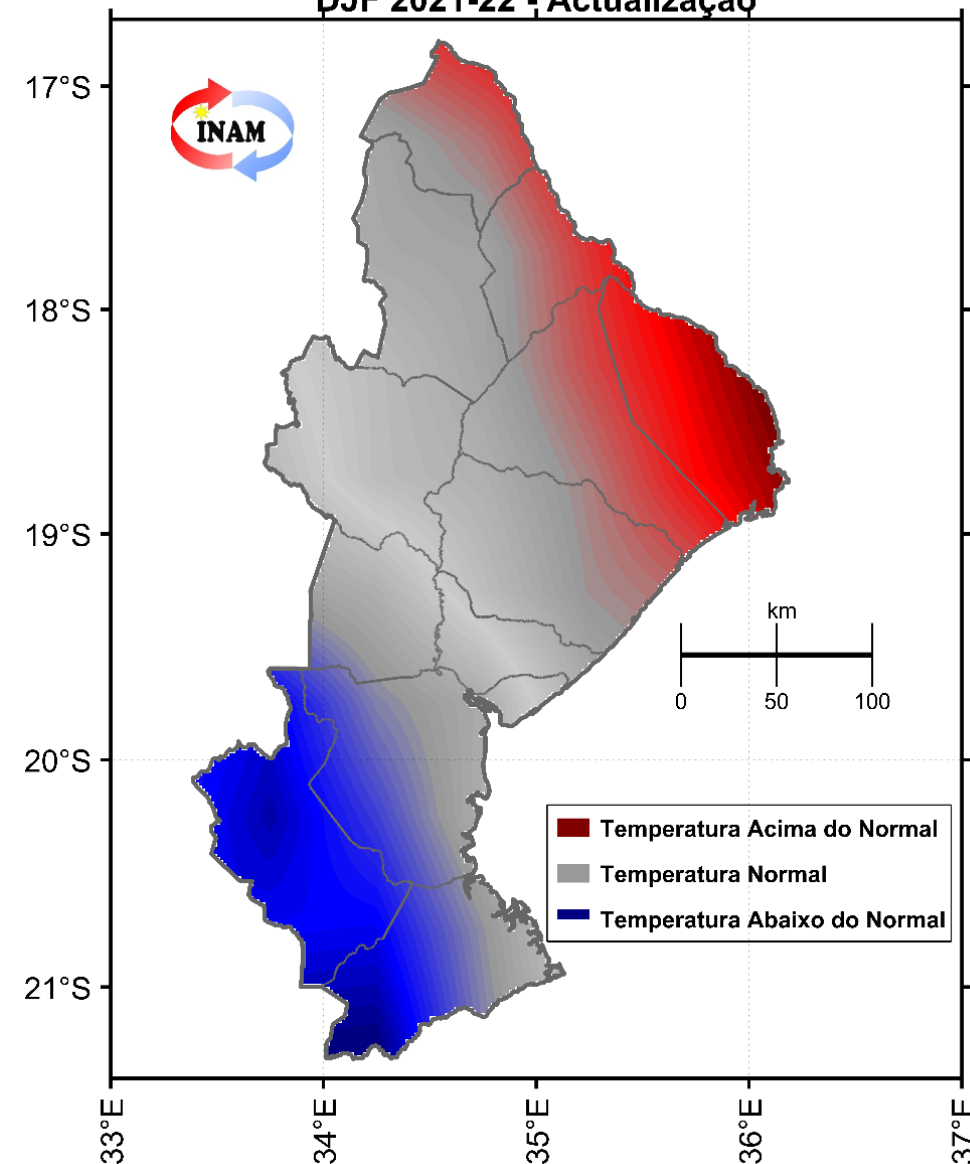 DJF 2021-22 - Actualização
17°S
INAM
18°S
19°S
km
0 50 100
20°S
Temperatura Acima do Normal
Temperatura Normal
Temperatura Abaixo do Normal
21°S
33°E
34°E
35°E
36°E
37°E